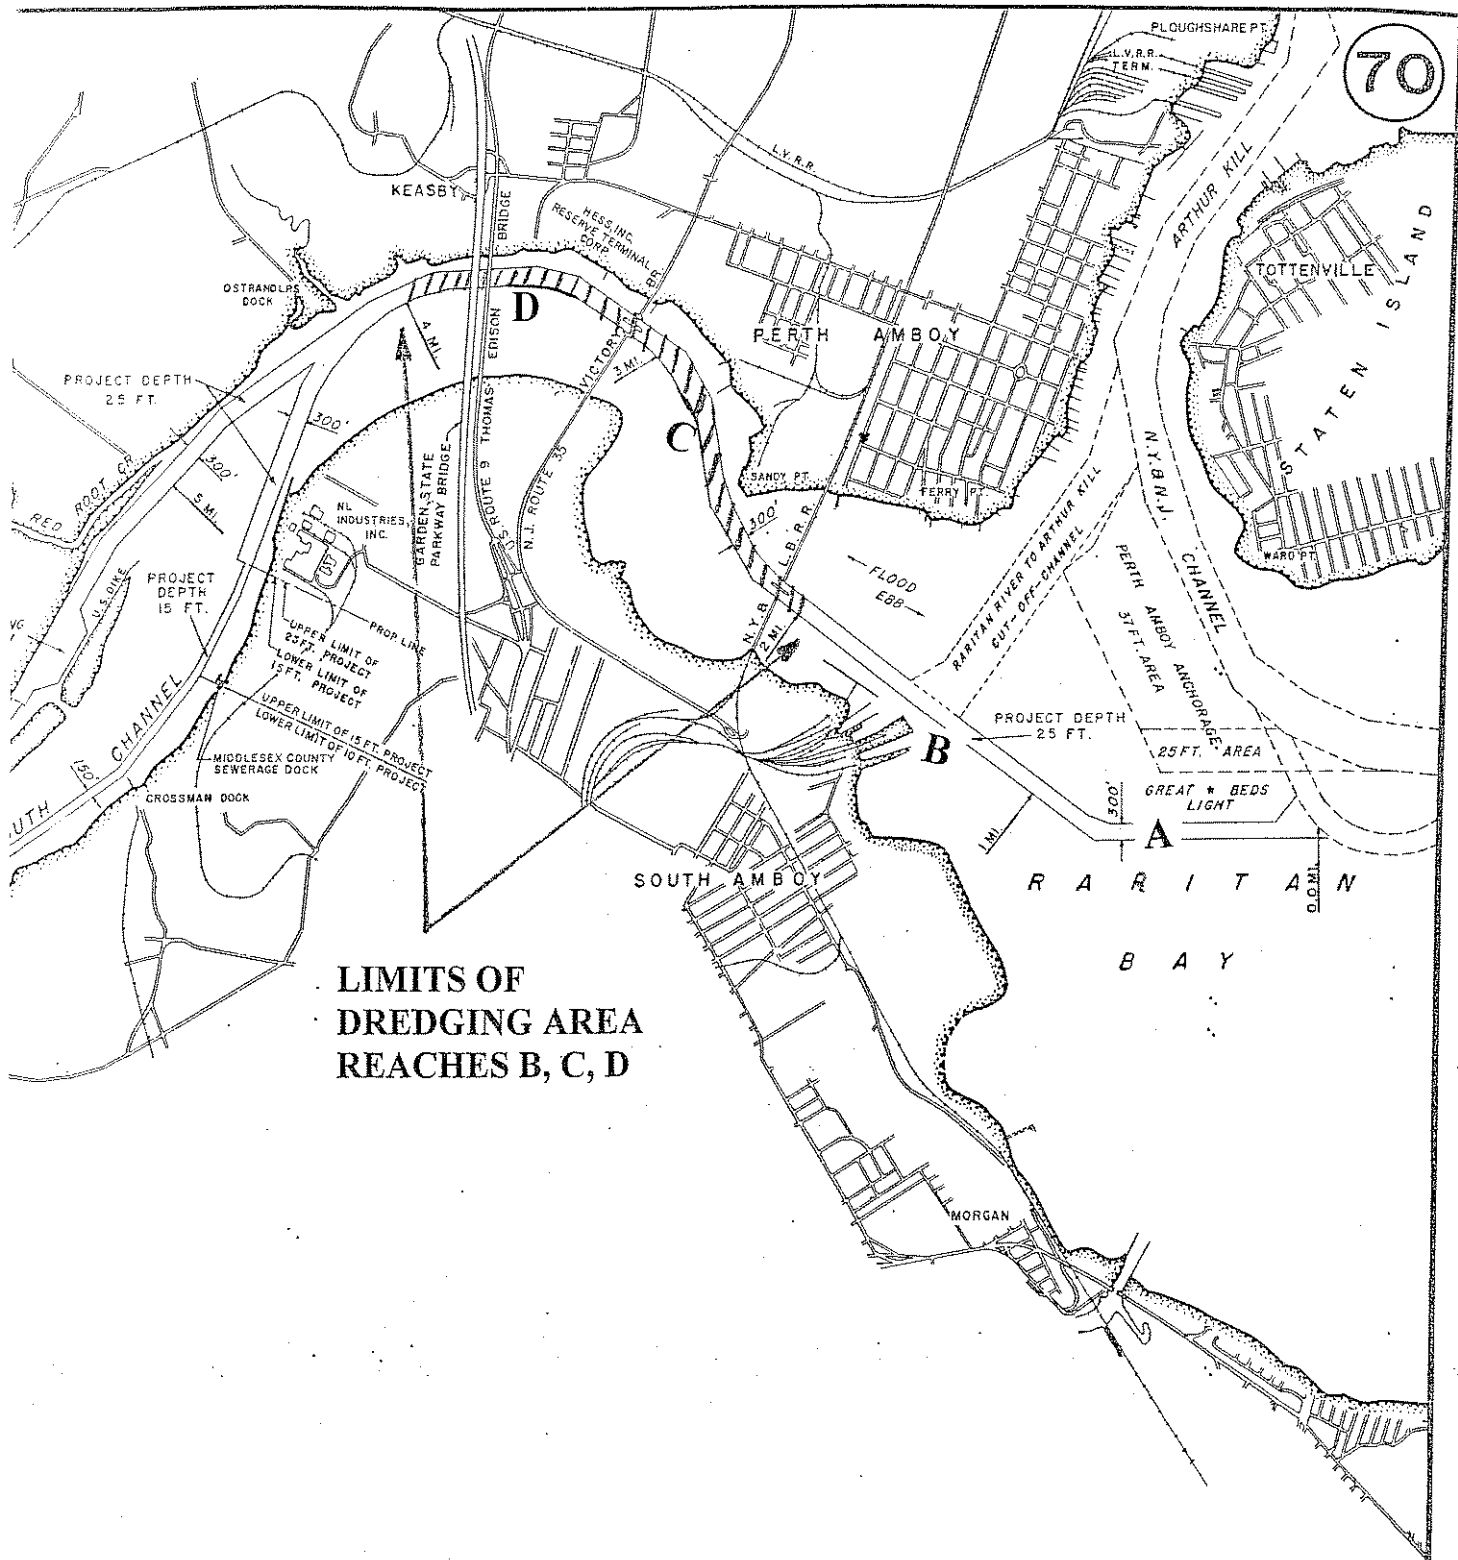 70
PLOUGHSHARE PT.
L.V.R.R.
TERM.
L.V.R.R.
ARTHUR KILL
KEASBY
BRIDGE
HESS, INC.
RESERVE TERMINAL
CORP.
TOTTENVILLE
STATEN ISLAND
OSTRANDERS
DOCK
D
PERTH AMBOY
4 MI.
US ROUTE 9 THOMAS EDISON
VICTORY
BR.
3 MI.
PROJECT DEPTH
25 FT.
300'
C
RED ROOT CR.
300'
5 MI.
SANDY PT.
FERRY PT.
N.Y. & N.J. CHANNEL
NL
INDUSTRIES,
INC.
GARDEN STATE
PARKWAY BRIDGE
N.J. ROUTE 35
300'
N.Y.& L.B.R.R.
WARD PT.
PROJECT
DEPTH
15 FT.
U.S. DIKE
FLOOD
EBB
RARITAN RIVER TO ARTHUR KILL
CUT-OFF CHANNEL
PERTH AMBOY ANCHORAGE
37 FT. AREA
PROP. LINE
UPPER LIMIT OF
25 FT. PROJECT
LOWER LIMIT OF
15 FT. PROJECT
2 MI.
UPPER LIMIT OF 15 FT. PROJECT
LOWER LIMIT OF 10 FT. PROJECT
PROJECT DEPTH
25 FT.
B
25 FT. AREA
CHANNEL
MIDDLESEX COUNTY
SEWERAGE DOCK
150'
CROSSMAN DOCK
GREAT * BEDS
LIGHT
300'
1 MI.
A
SOUTH AMBOY
RARITAN
0.0 MI.
BAY
LIMITS OF
DREDGING AREA
REACHES B, C, D
MORGAN